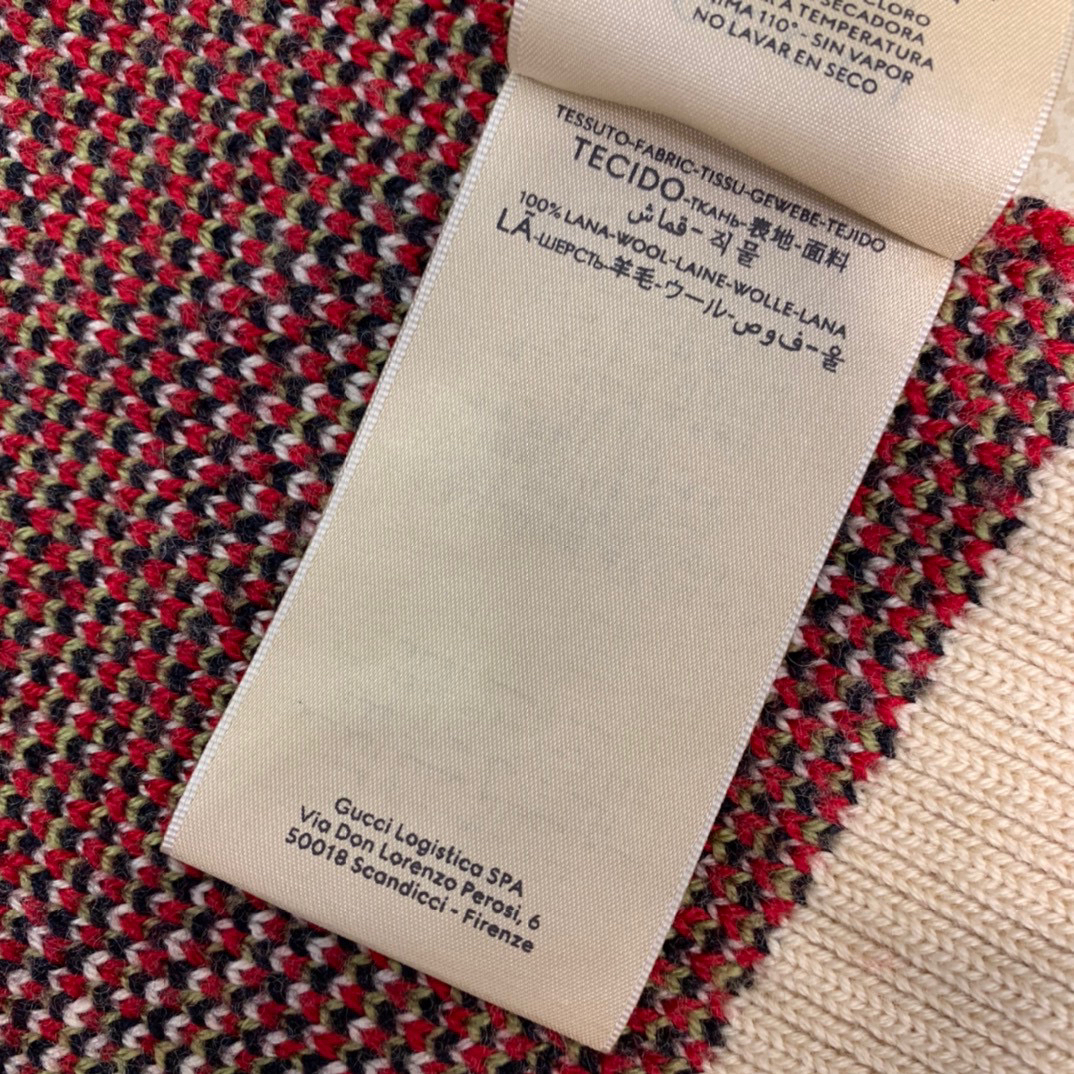 CLORO
SECADORA
A TEMPERATURA
110° - SIN VAPOR
NO LAVAR EN SECO
TESSUTO-FABRIC-TISSU-GEWEBE-TEJIDO
TECIDO-ТКАНЬ-表地-面料
قماش - 직물
100% LANA-WOOL-LAINE-WOLLE-LANA
LÃ-ШЕРСТЬ-羊毛-ウール-صوف-울
Gucci Logistica SPA
Via Don Lorenzo Perosi, 6
50018 Scandicci - Firenze